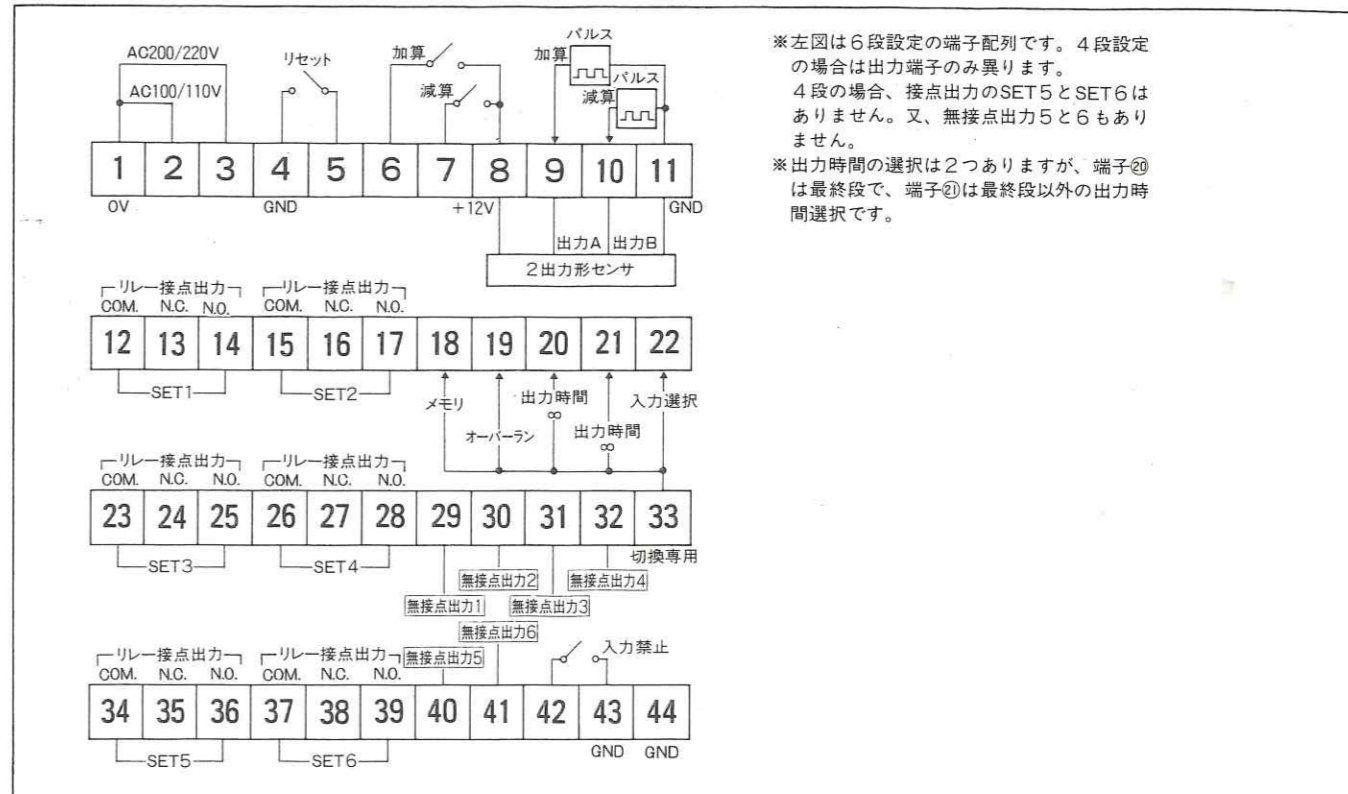 AC200/220V
AC100/110V
リセット
加算
減算
パルス
加算
パルス
減算
1 2 3 4 5 6 7 8 9 10 11
0V GND +12V GND
出力A 出力B
2出力形センサ
リレー接点出力 リレー接点出力
COM. N.C. N.O. COM. N.C. N.O.
12 13 14 15 16 17 18 19 20 21 22
SET1 SET2
メモリ
オーバーラン
出力時間
∞
出力時間
∞
入力選択
リレー接点出力 リレー接点出力
COM. N.C. N.O. COM. N.C. N.O.
23 24 25 26 27 28 29 30 31 32 33
SET3 SET4
切換専用
無接点出力2 無接点出力4
無接点出力1 無接点出力3
無接点出力6
無接点出力5
入力禁止
リレー接点出力 リレー接点出力
COM. N.C. N.O. COM. N.C. N.O.
34 35 36 37 38 39 40 41 42 43 44
SET5 SET6
GND GND
※左図は6段設定の端子配列です。4段設定
の場合は出力端子のみ異ります。
4段の場合、接点出力のSET5とSET6は
ありません。又、無接点出力5と6もあり
ません。
※出力時間の選択は2つありますが、端子⑳
は最終段で、端子㉑は最終段以外の出力時
間選択です。